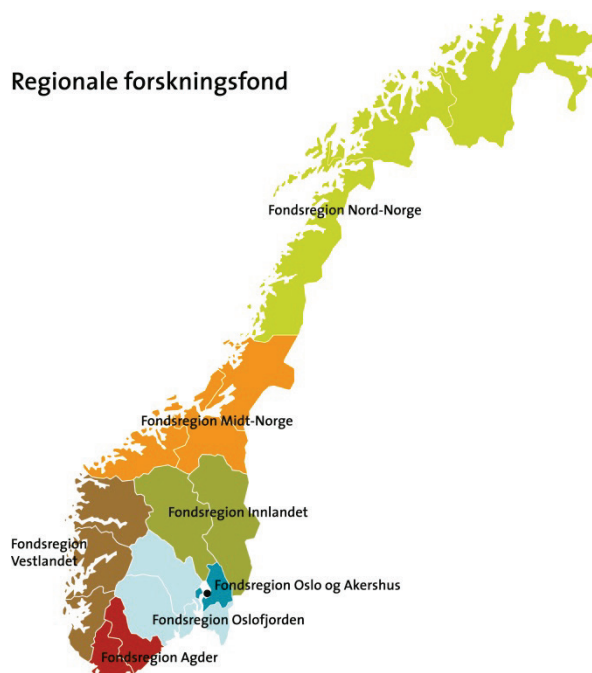 Regionale forskningsfond
Fondsregion Nord-Norge
Fondsregion Midt-Norge
Fondsregion Innlandet
Fondsregion
Vestlandet
Fondsregion Oslo og Akershus
Fondsregion Oslofjorden
Fondsregion Agder